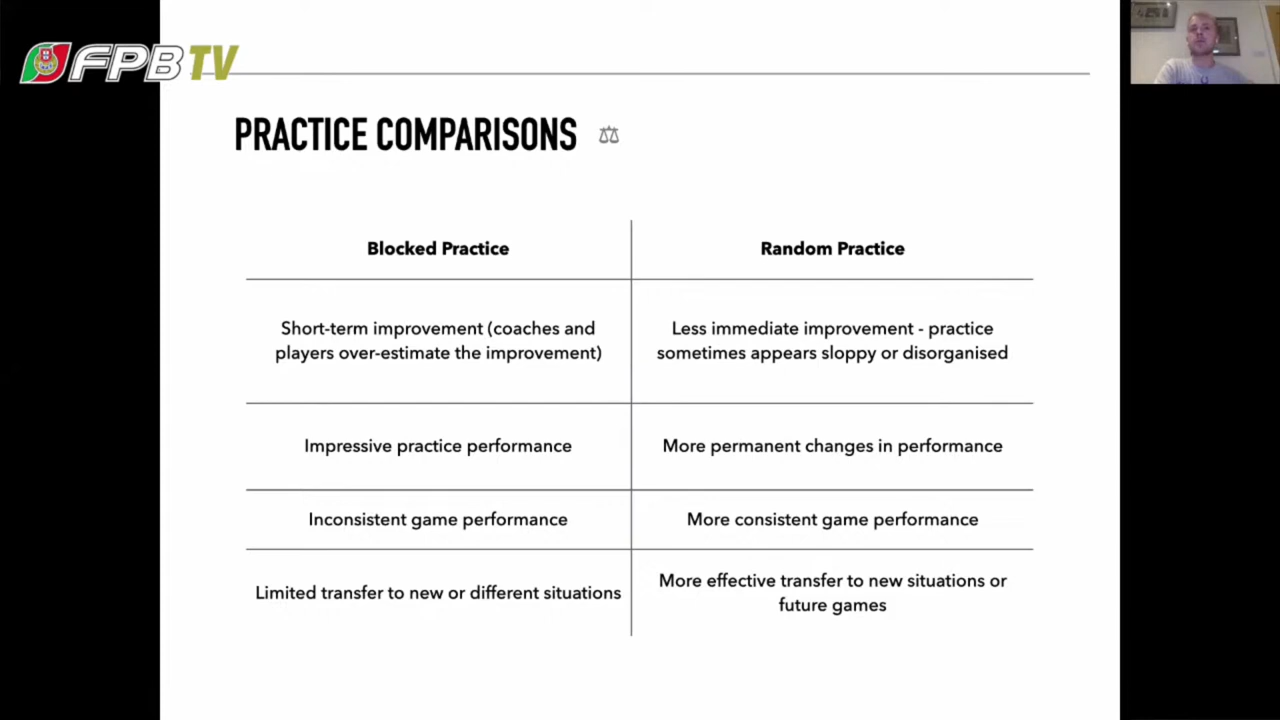 FPB TV
PRACTICE COMPARISONS
Blocked Practice
Random Practice
Short-term improvement (coaches and
players over-estimate the improvement)
Less immediate improvement - practice
sometimes appears sloppy or disorganised
Impressive practice performance
More permanent changes in performance
Inconsistent game performance
More consistent game performance
Limited transfer to new or different situations
More effective transfer to new situations or
future games